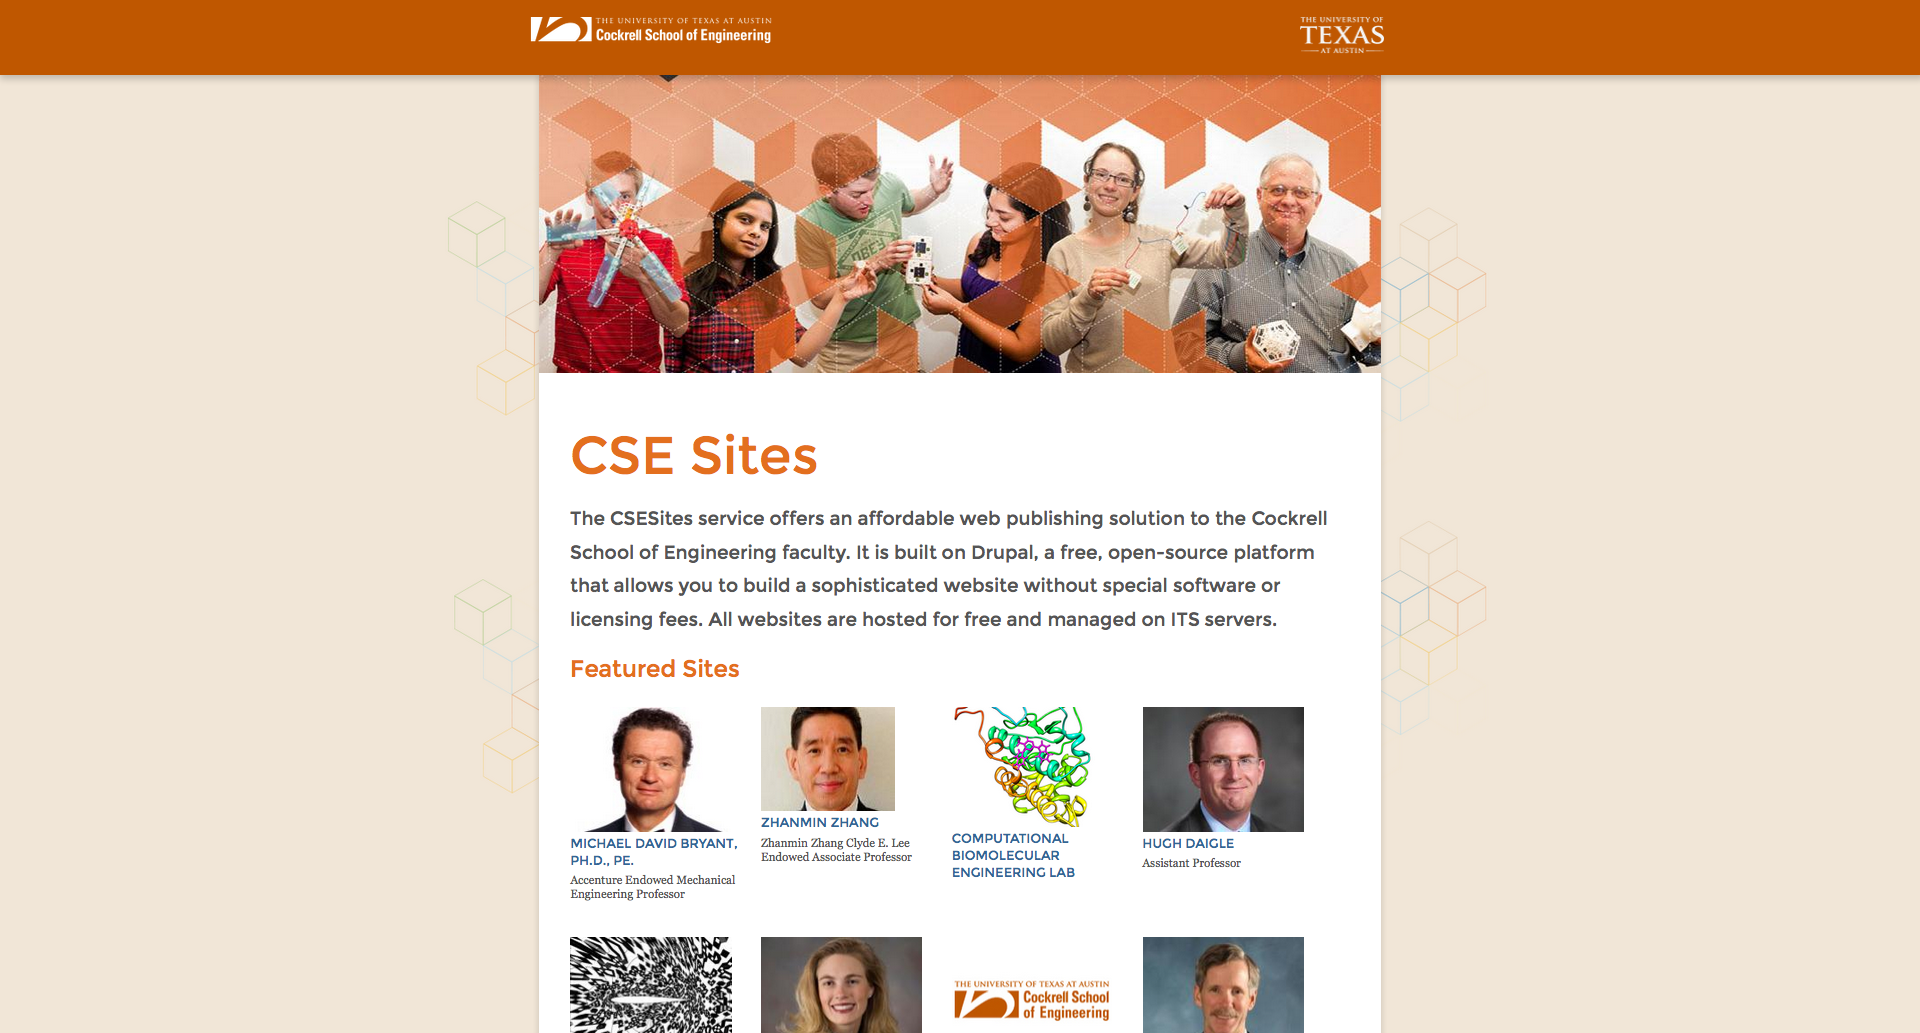 THE UNIVERSITY OF TEXAS AT AUSTIN
Cockrell School of Engineering
THE UNIVERSITY OF
TEXAS
AT AUSTIN
OBEY
CSE Sites
The CSESites service offers an affordable web publishing solution to the Cockrell
School of Engineering faculty. It is built on Drupal, a free, open-source platform
that allows you to build a sophisticated website without special software or
licensing fees. All websites are hosted for free and managed on ITS servers.
Featured Sites
MICHAEL DAVID BRYANT,
PH.D., PE.
Accenture Endowed Mechanical
Engineering Professor
ZHANMIN ZHANG
Zhanmin Zhang Clyde E. Lee
Endowed Associate Professor
COMPUTATIONAL
BIOMOLECULAR
ENGINEERING LAB
HUGH DAIGLE
Assistant Professor
THE UNIVERSITY OF TEXAS AT AUSTIN
Cockrell School
of Engineering